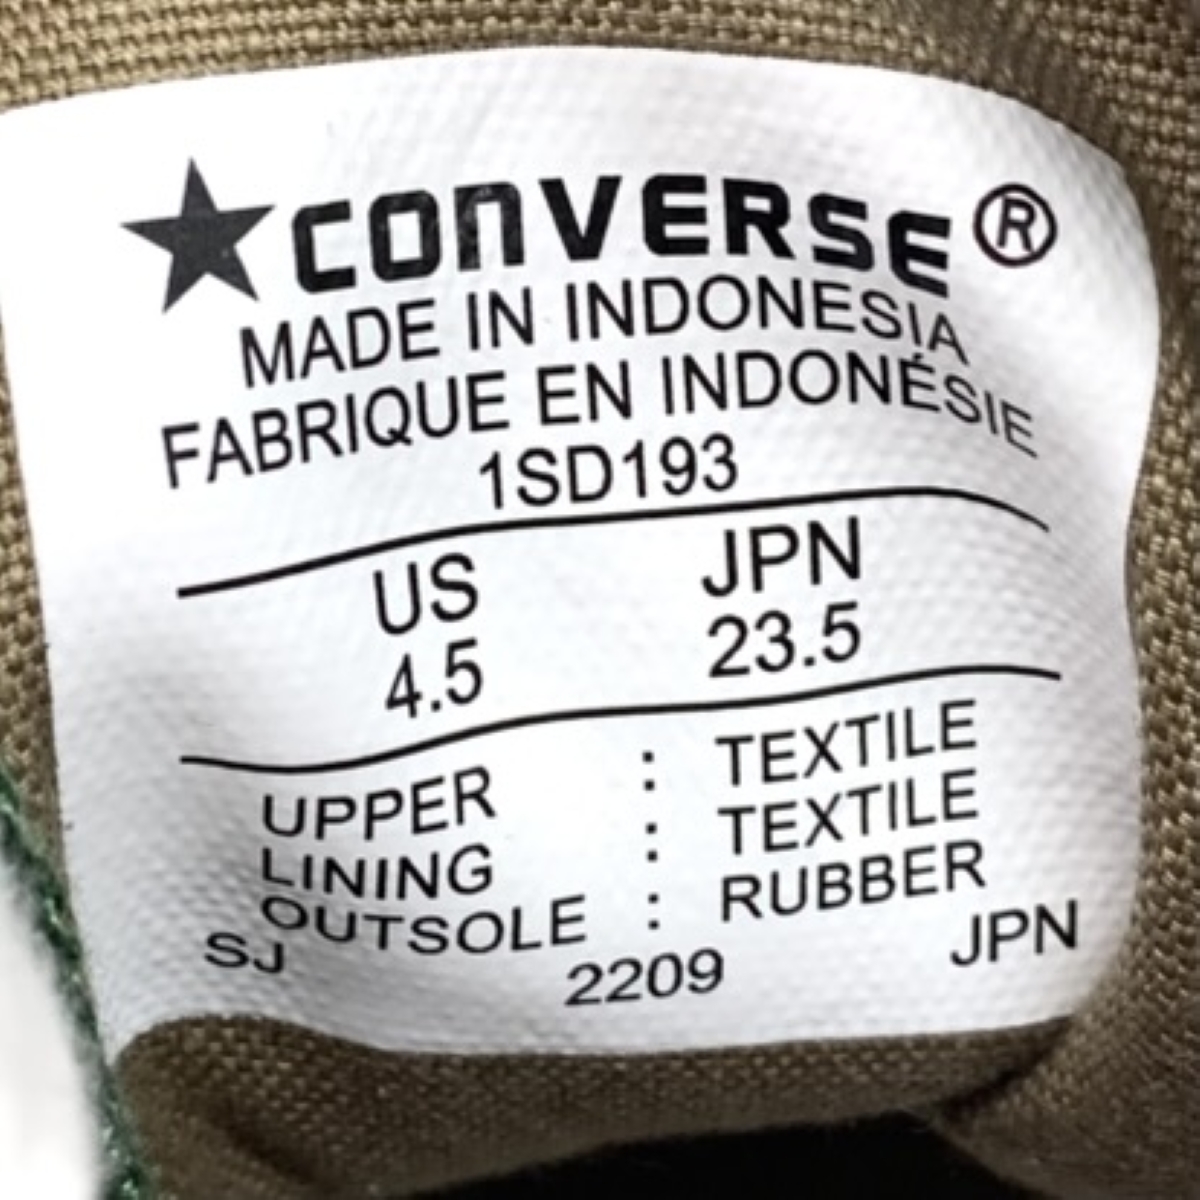 ★CONVERSE®
MADE IN INDONESIA
FABRIQUE EN INDONÉSIE
1SD193
US JPN
4.5 23.5
UPPER : TEXTILE
LINING : TEXTILE
OUTSOLE : RUBBER
SJ 2209 JPN